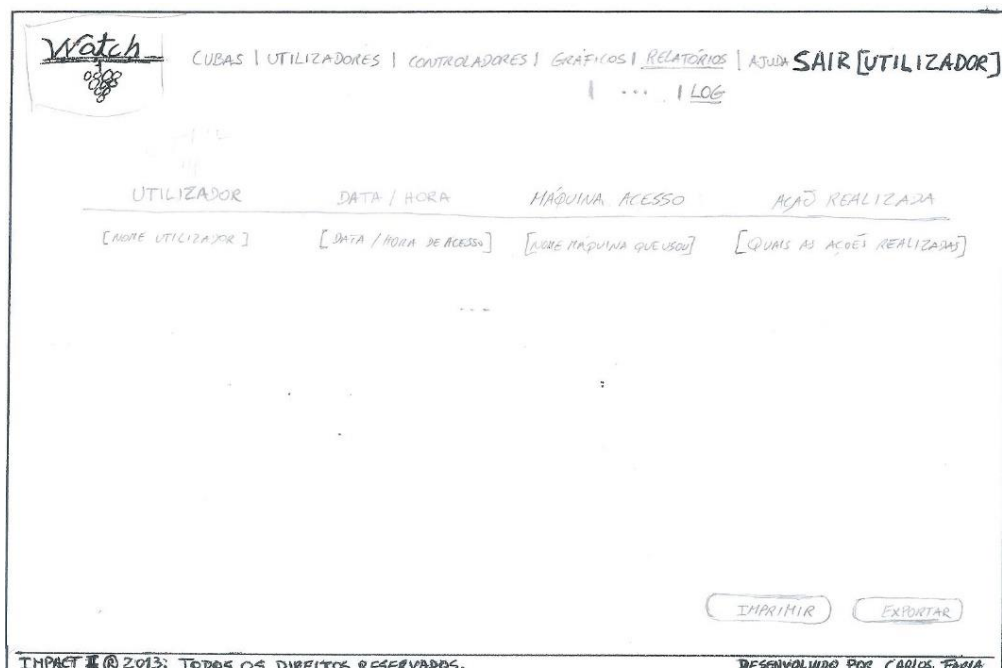 Watch
CUBAS | UTILIZADORES | CONTROLADORES | GRÁFICOS | RELATÓRIOS | AJUDA SAIR [UTILIZADOR]
| ... | LOG
UTILIZADOR DATA / HORA MÁQUINA ACESSO AÇÃO REALIZADA
[NOME UTILIZADOR] [DATA / HORA DE ACESSO] [NOME MÁQUINA QUE USOU] [QUAIS AS AÇÕES REALIZADAS]
...
IMPRIMIR EXPORTAR
IMPACT II ® 2013: TODOS OS DIREITOS RESERVADOS. DESENVOLVIDO POR CARLOS FARIA